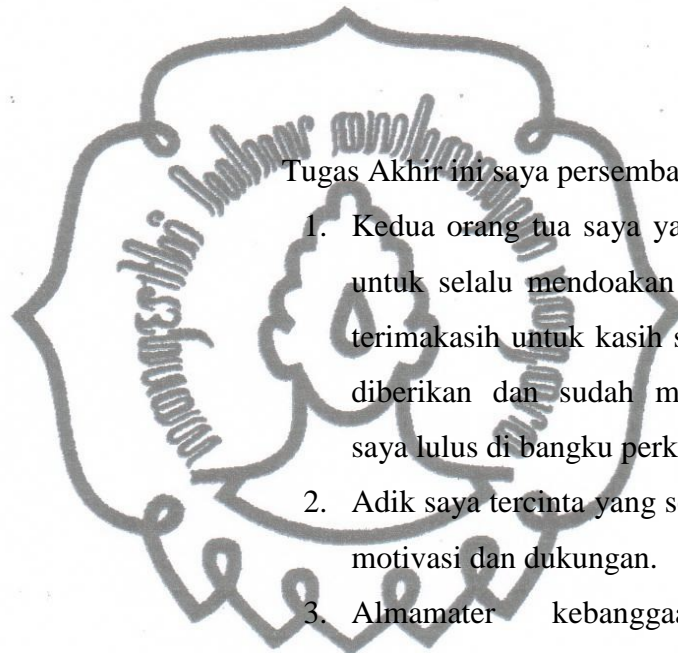 Tugas Akhir ini saya persemba
1. Kedua orang tua saya ya
untuk selalu mendoakan
terimakasih untuk kasih s
diberikan dan sudah m
saya lulus di bangku perk
2. Adik saya tercinta yang s
motivasi dan dukungan.
3. Almamater kebanggaa